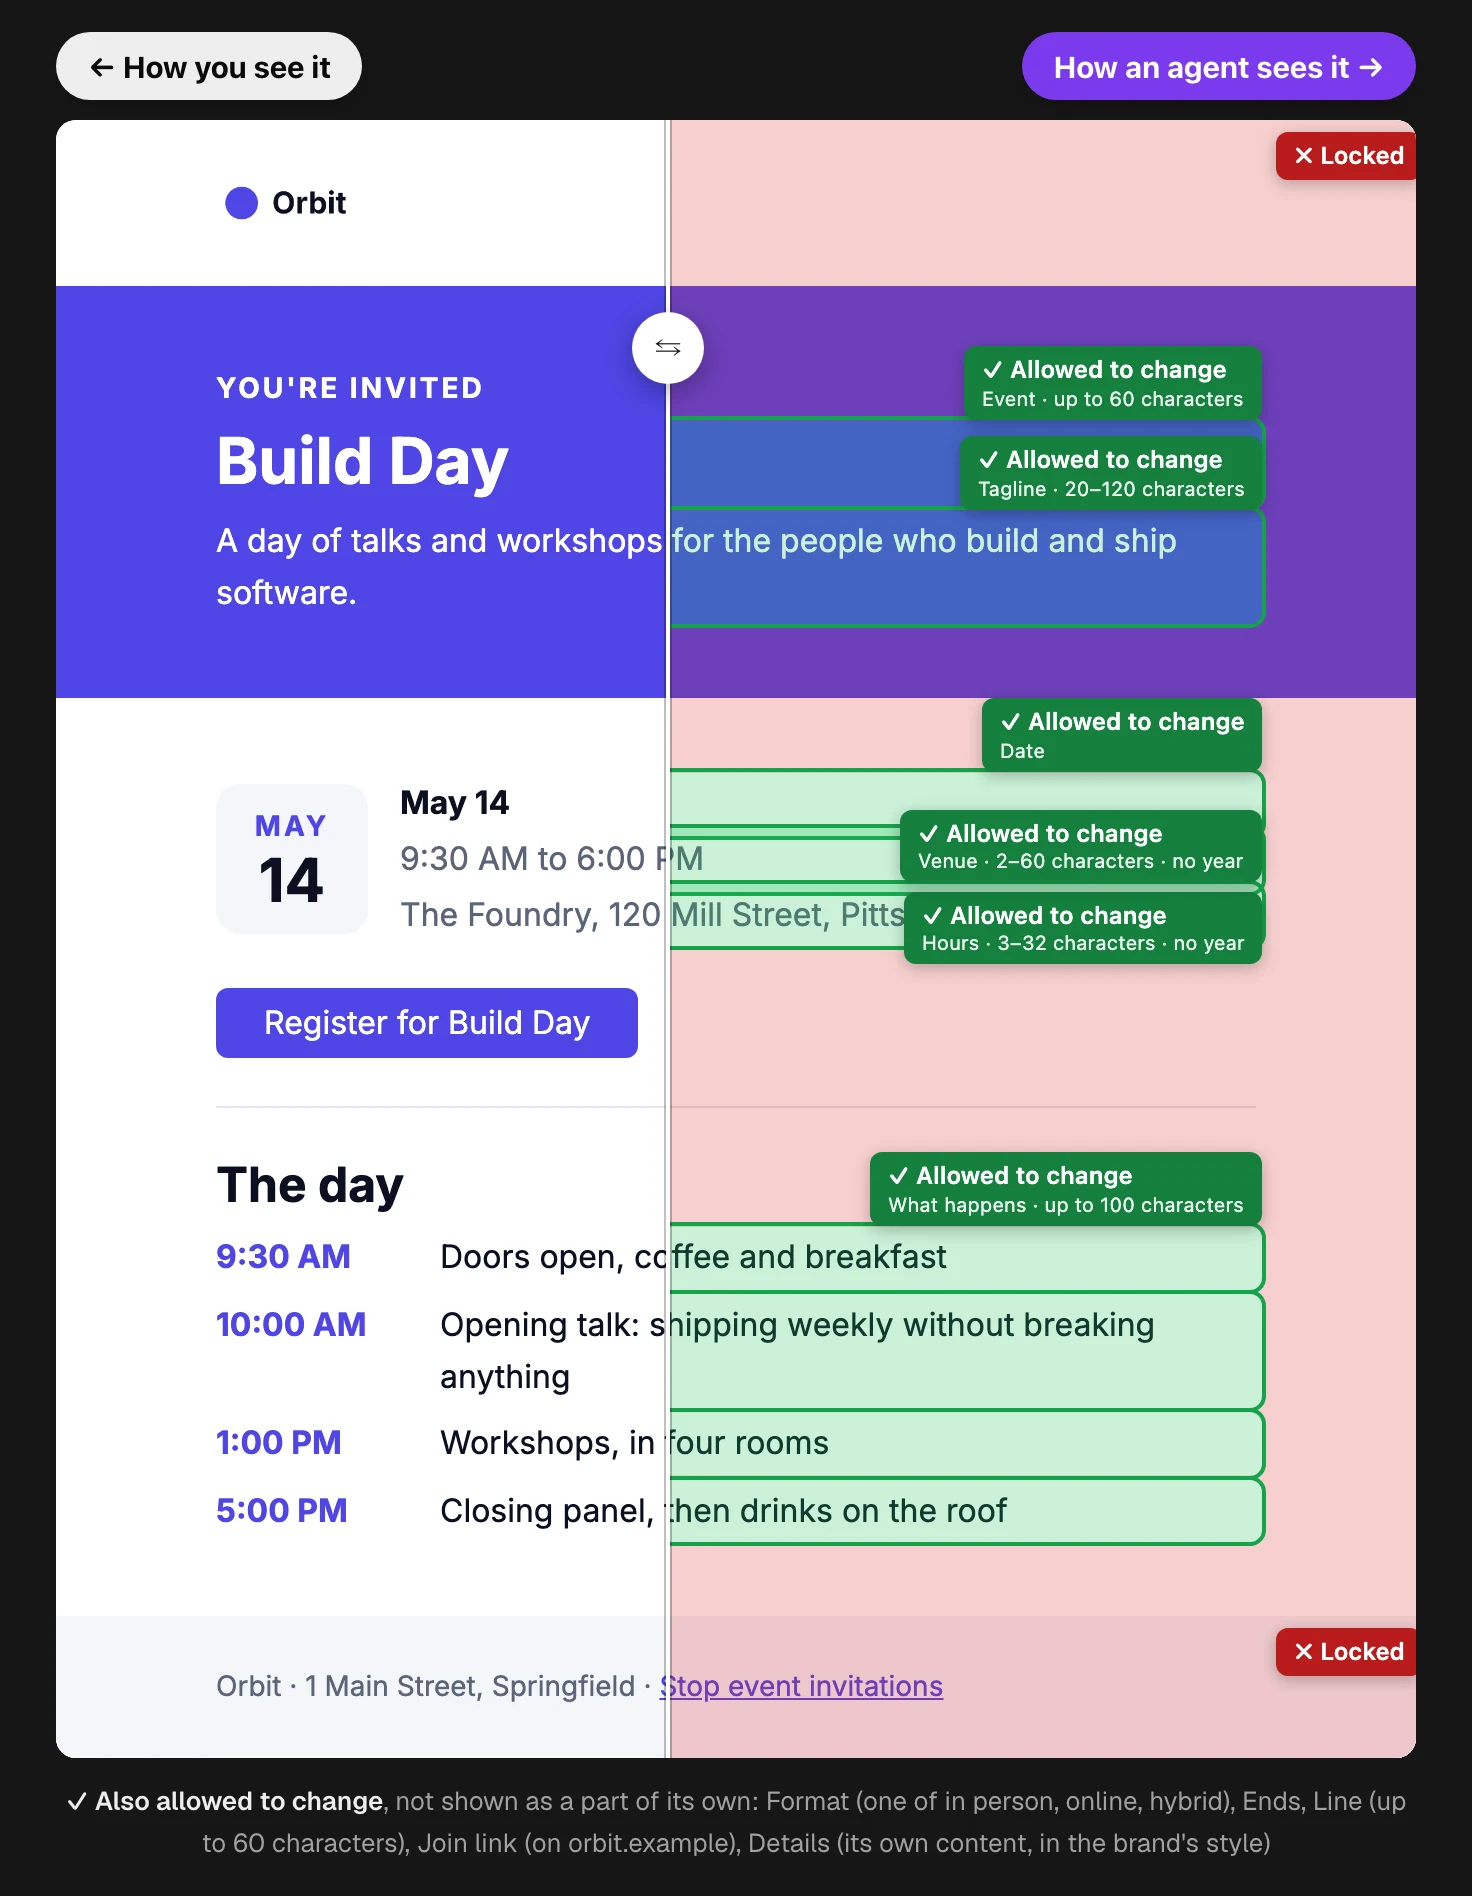 ← How you see it
How an agent sees it →
✕ Locked
Orbit
YOU'RE INVITED
✓ Allowed to change
Event · up to 60 characters
Build Day
✓ Allowed to change
Tagline · 20–120 characters
A day of talks and workshops for the people who build and ship
software.
✓ Allowed to change
Date
MAY
14
May 14
9:30 AM to 6:00 PM
✓ Allowed to change
Venue · 2–60 characters · no year
The Foundry, 120 Mill Street, Pitts
✓ Allowed to change
Hours · 3–32 characters · no year
Register for Build Day
The day
✓ Allowed to change
What happens · up to 100 characters
9:30 AM Doors open, coffee and breakfast
10:00 AM Opening talk: shipping weekly without breaking
anything
1:00 PM Workshops, in four rooms
5:00 PM Closing panel, then drinks on the roof
✕ Locked
Orbit · 1 Main Street, Springfield · Stop event invitations
✓ Also allowed to change, not shown as a part of its own: Format (one of in person, online, hybrid), Ends, Line (up
to 60 characters), Join link (on orbit.example), Details (its own content, in the brand's style)